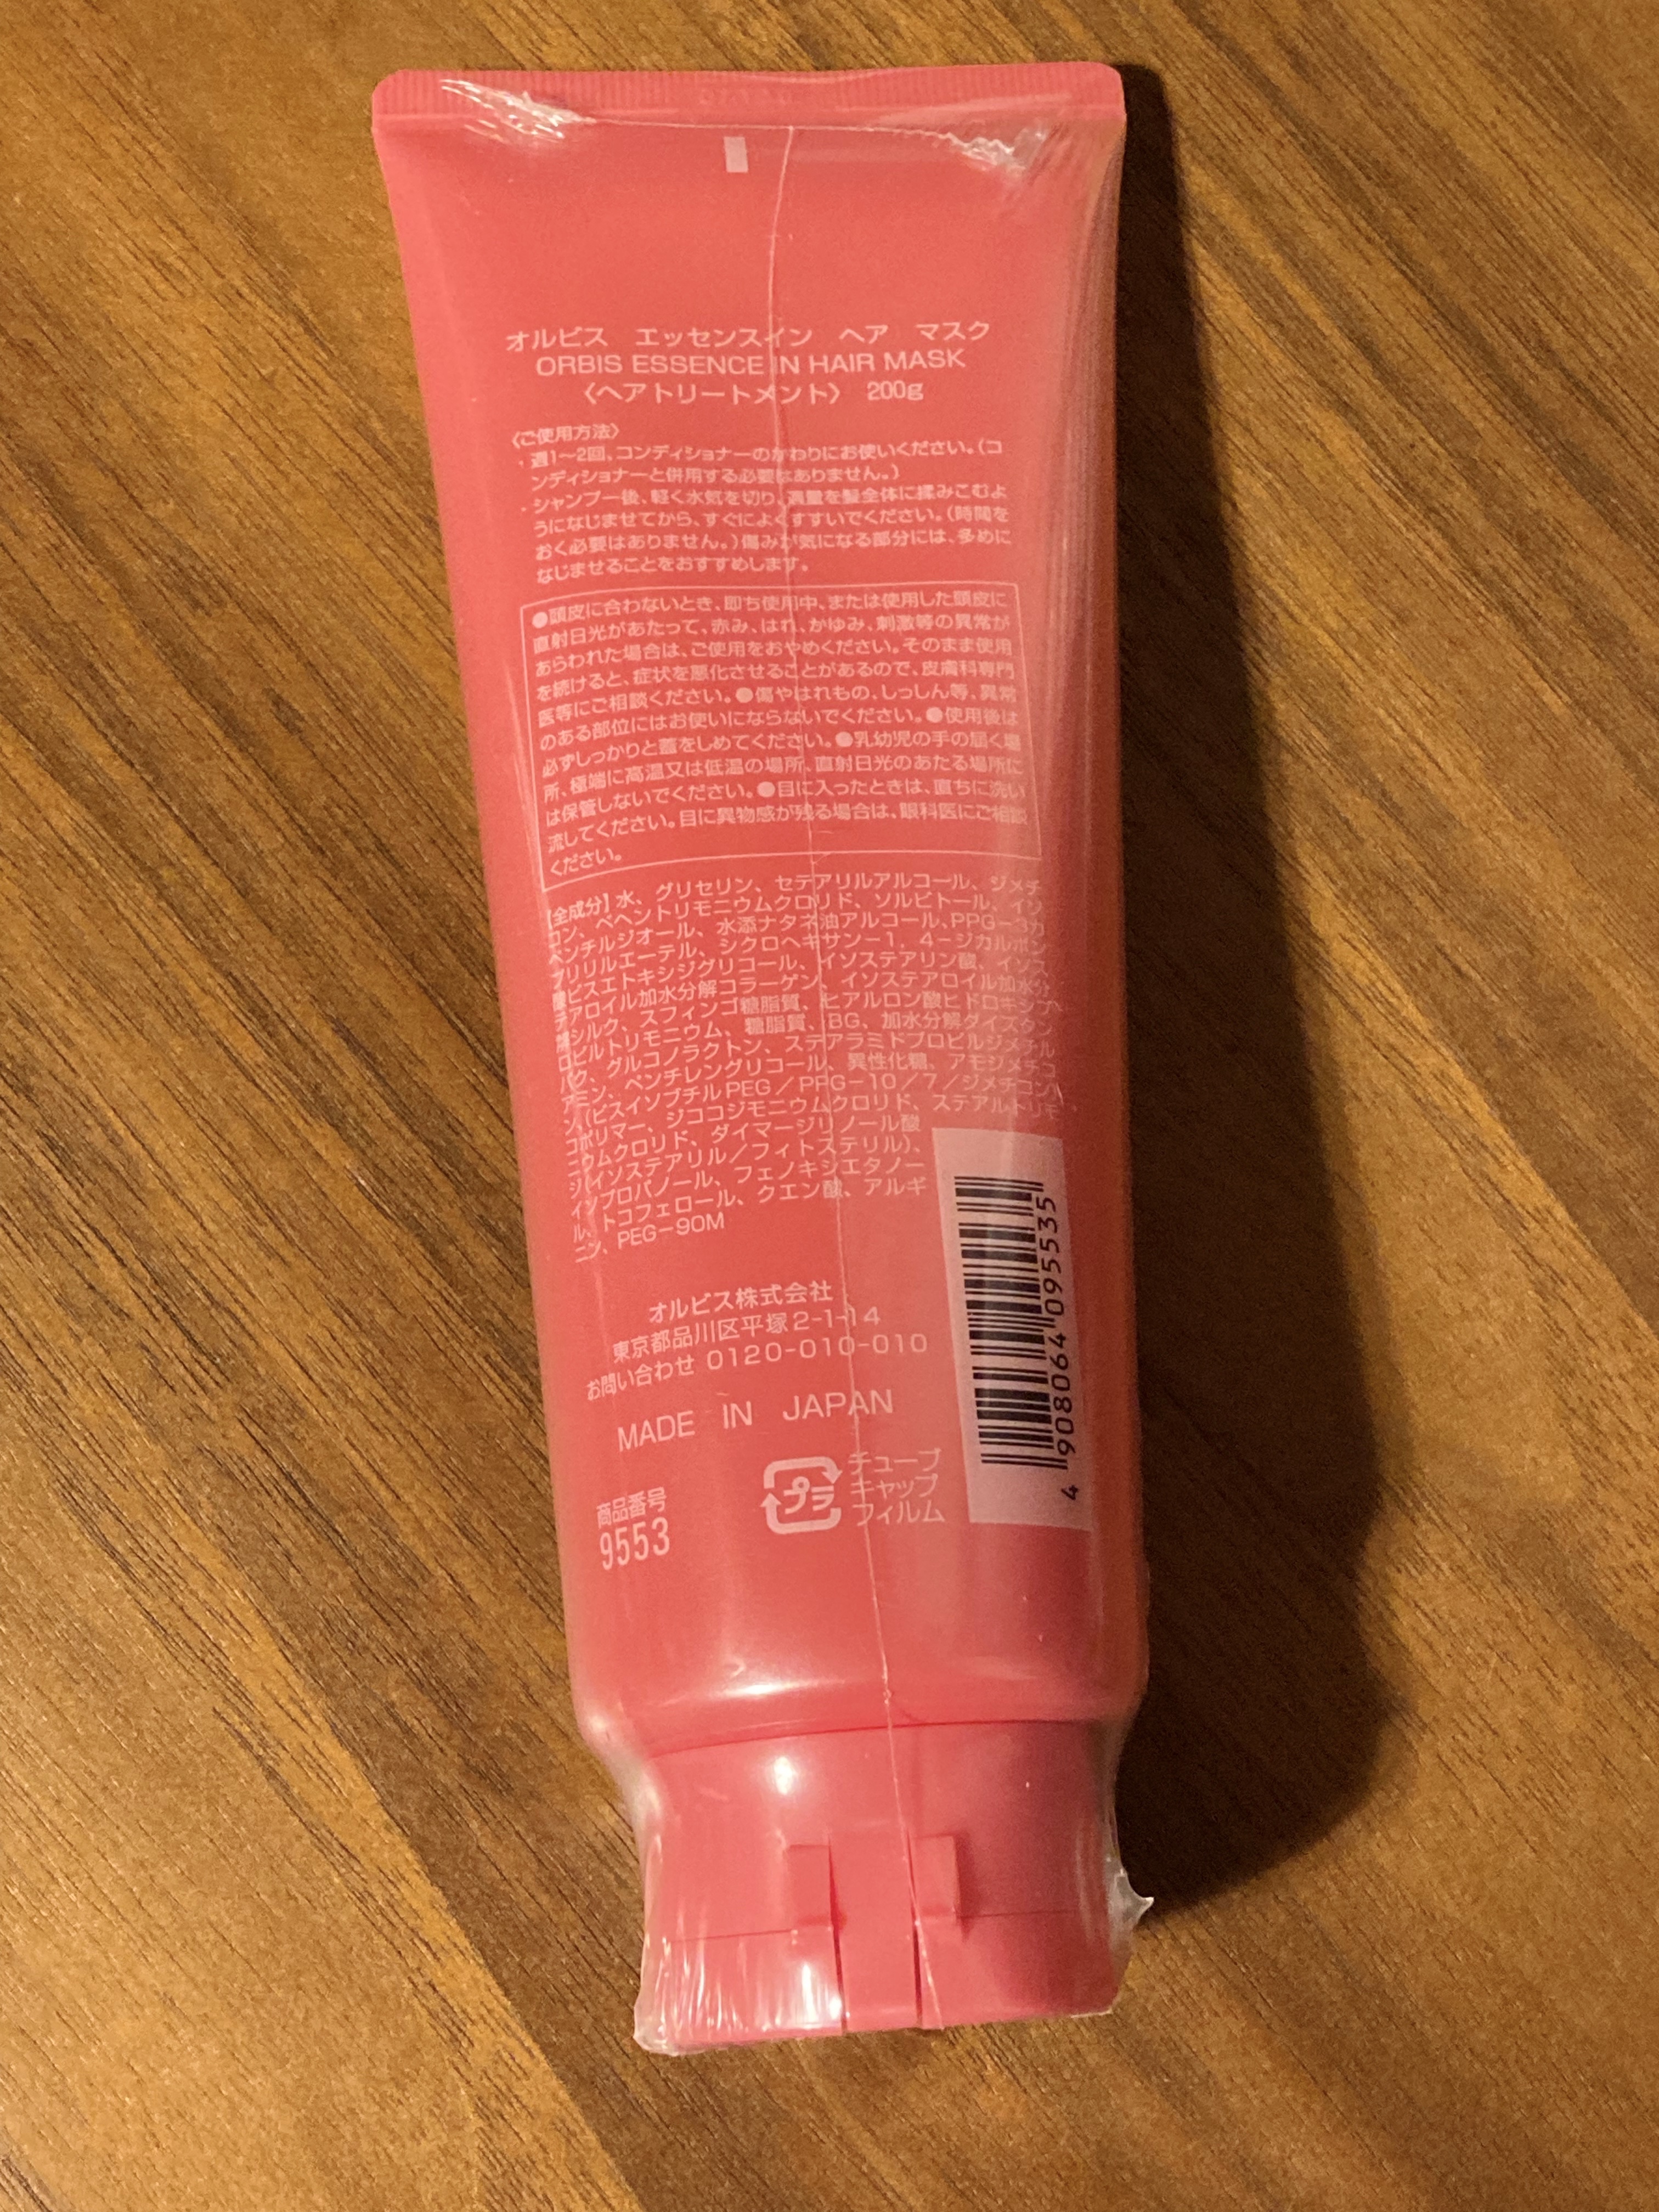 オルビス エッセンスイン ヘア マスク
ORBIS ESSENCE IN HAIR MASK
〈ヘアトリートメント〉 200g
〈ご使用方法〉
・週1〜2回、コンディショナーのかわりにお使いください。(コ
ンディショナーと併用する必要はありません。)
・シャンプー後、軽く水気を切り、適量を髪全体に揉みこむよ
うになじませてから、すぐによくすすいでください。(時間を
おく必要はありません。)傷みが気になる部分には、多めに
なじませることをおすすめします。
●頭皮に合わないとき、即ち使用中、または使用した頭皮に
直射日光があたって、赤み、はれ、かゆみ、刺激等の異常が
あらわれた場合は、ご使用をおやめください。そのまま使用
を続けると、症状を悪化させることがあるので、皮膚科専門
医等にご相談ください。●傷やはれもの、しっしん等、異常
のある部位にはお使いにならないでください。●使用後は
必ずしっかりと蓋をしめてください。●乳幼児の手の届く場
所、極端に高温又は低温の場所、直射日光のあたる場所に
は保管しないでください。●目に入ったときは、直ちに洗い
流してください。目に異物感が残る場合は、眼科医にご相談
ください。
【全成分】水、グリセリン、セテアリルアルコール、ジメチ
コン、ベヘントリモニウムクロリド、ソルビトール、イソ
ペンチルジオール、水添ナタネ油アルコール、PPG-3カ
プリリルエーテル、シクロヘキサン-1,4-ジカルボン
酸ビスエトキシジグリコール、イソステアリン酸、イソス
テアロイル加水分解コラーゲン、イソステアロイル加水分
解シルク、スフィンゴ糖脂質、ヒアルロン酸ヒドロキシプ
ロピルトリモニウム、糖脂質、BG、加水分解ダイズタン
パク、グルコノラクトン、ステアラミドプロピルジメチル
アミン、ペンチレングリコール、異性化糖、アモジメチコ
ン、(ビスイソブチルPEG/PPG-10/7/ジメチコン)
コポリマー、ジココジモニウムクロリド、ステアルトリモ
ニウムクロリド、ダイマージリノール酸
ジ(イソステアリル/フィトステリル)、
イソプロパノール、フェノキシエタノー
ル、トコフェロール、クエン酸、アルギ
ニン、PEG-90M
オルビス株式会社
東京都品川区平塚2-1-14
お問い合わせ 0120-010-010
MADE IN JAPAN
プラ
チューブ
キャップ
フィルム
商品番号
9553
4908064095535